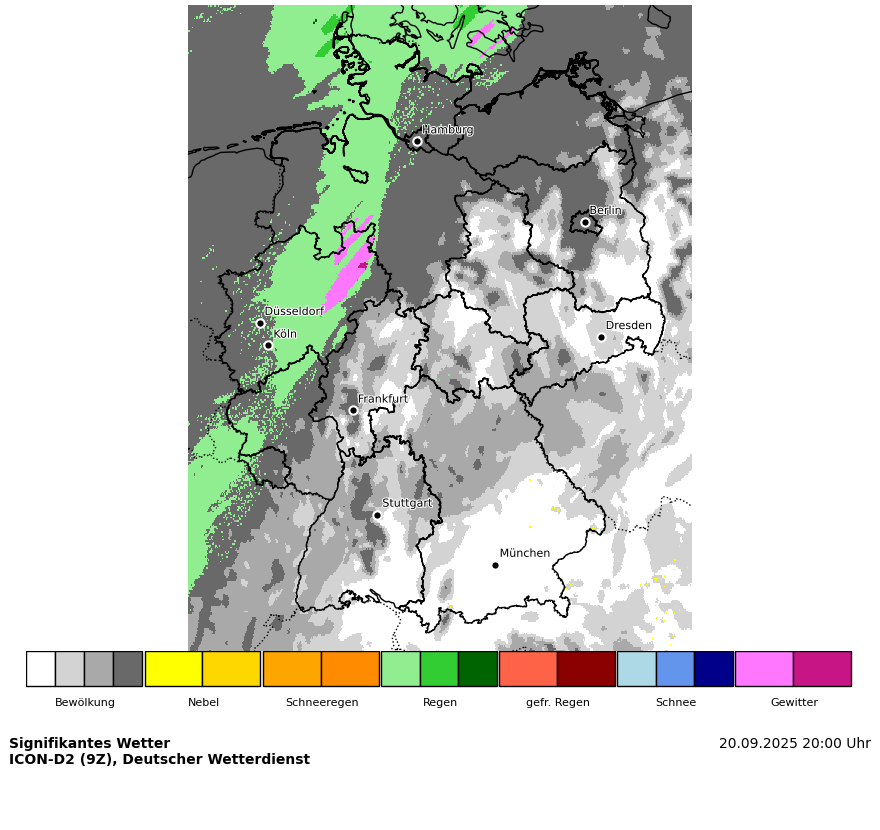 Hamburg
Berlin
Düsseldorf
Köln
Dresden
Frankfurt
Stuttgart
München
Bewölkung Nebel Schneeregen Regen gefr. Regen Schnee Gewitter
Signifikantes Wetter 20.09.2025 20:00 Uhr
ICON-D2 (9Z), Deutscher Wetterdienst